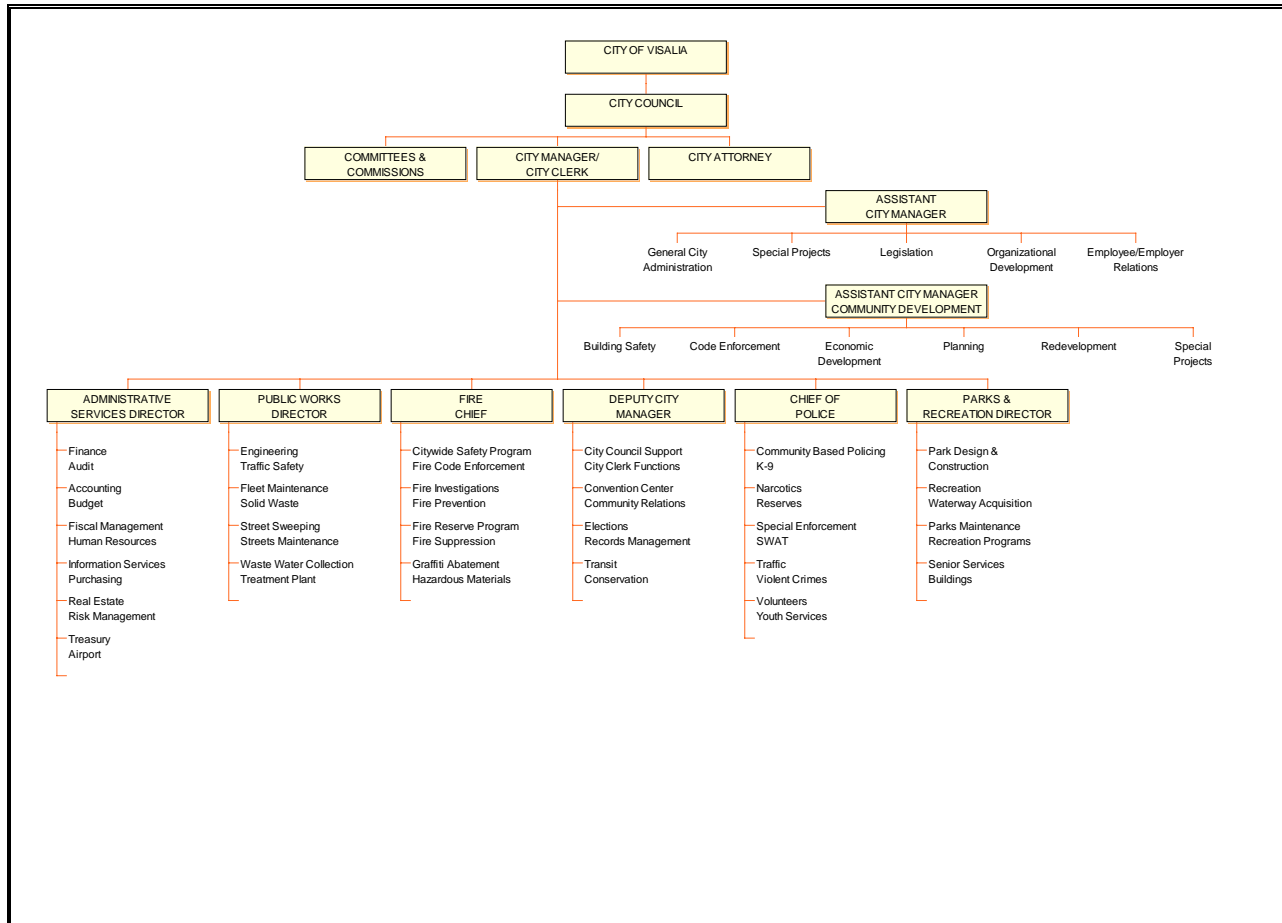 CITY OF VISALIA
CITY COUNCIL
COMMITTEES &
COMMISSIONS
CITY MANAGER/
CITY CLERK
CITY ATTORNEY
ASSISTANT
CITY MANAGER
General City
Administration
Special Projects
Legislation
Organizational
Development
Employee/Employer
Relations
ASSISTANT CITY MANAGER
COMMUNITY DEVELOPMENT
Building Safety
Code Enforcement
Economic
Development
Planning
Redevelopment
Special
Projects
ADMINISTRATIVE
SERVICES DIRECTOR
Finance
Audit
Accounting
Budget
Fiscal Management
Human Resources
Information Services
Purchasing
Real Estate
Risk Management
Treasury
Airport
PUBLIC WORKS
DIRECTOR
Engineering
Traffic Safety
Fleet Maintenance
Solid Waste
Street Sweeping
Streets Maintenance
Waste Water Collection
Treatment Plant
FIRE
CHIEF
Citywide Safety Program
Fire Code Enforcement
Fire Investigations
Fire Prevention
Fire Reserve Program
Fire Suppression
Graffiti Abatement
Hazardous Materials
DEPUTY CITY
MANAGER
City Council Support
City Clerk Functions
Convention Center
Community Relations
Elections
Records Management
Transit
Conservation
CHIEF OF
POLICE
Community Based Policing
K-9
Narcotics
Reserves
Special Enforcement
SWAT
Traffic
Violent Crimes
Volunteers
Youth Services
PARKS &
RECREATION DIRECTOR
Park Design &
Construction
Recreation
Waterway Acquisition
Parks Maintenance
Recreation Programs
Senior Services
Buildings